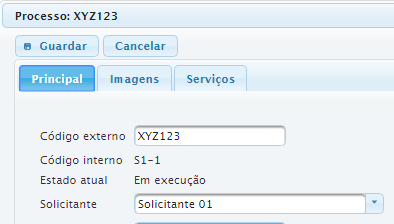 Processo: XYZ123
Guardar Cancelar
Principal Imagens Serviços
Código externo XYZ123
Código interno S1-1
Estado atual Em execução
Solicitante Solicitante 01